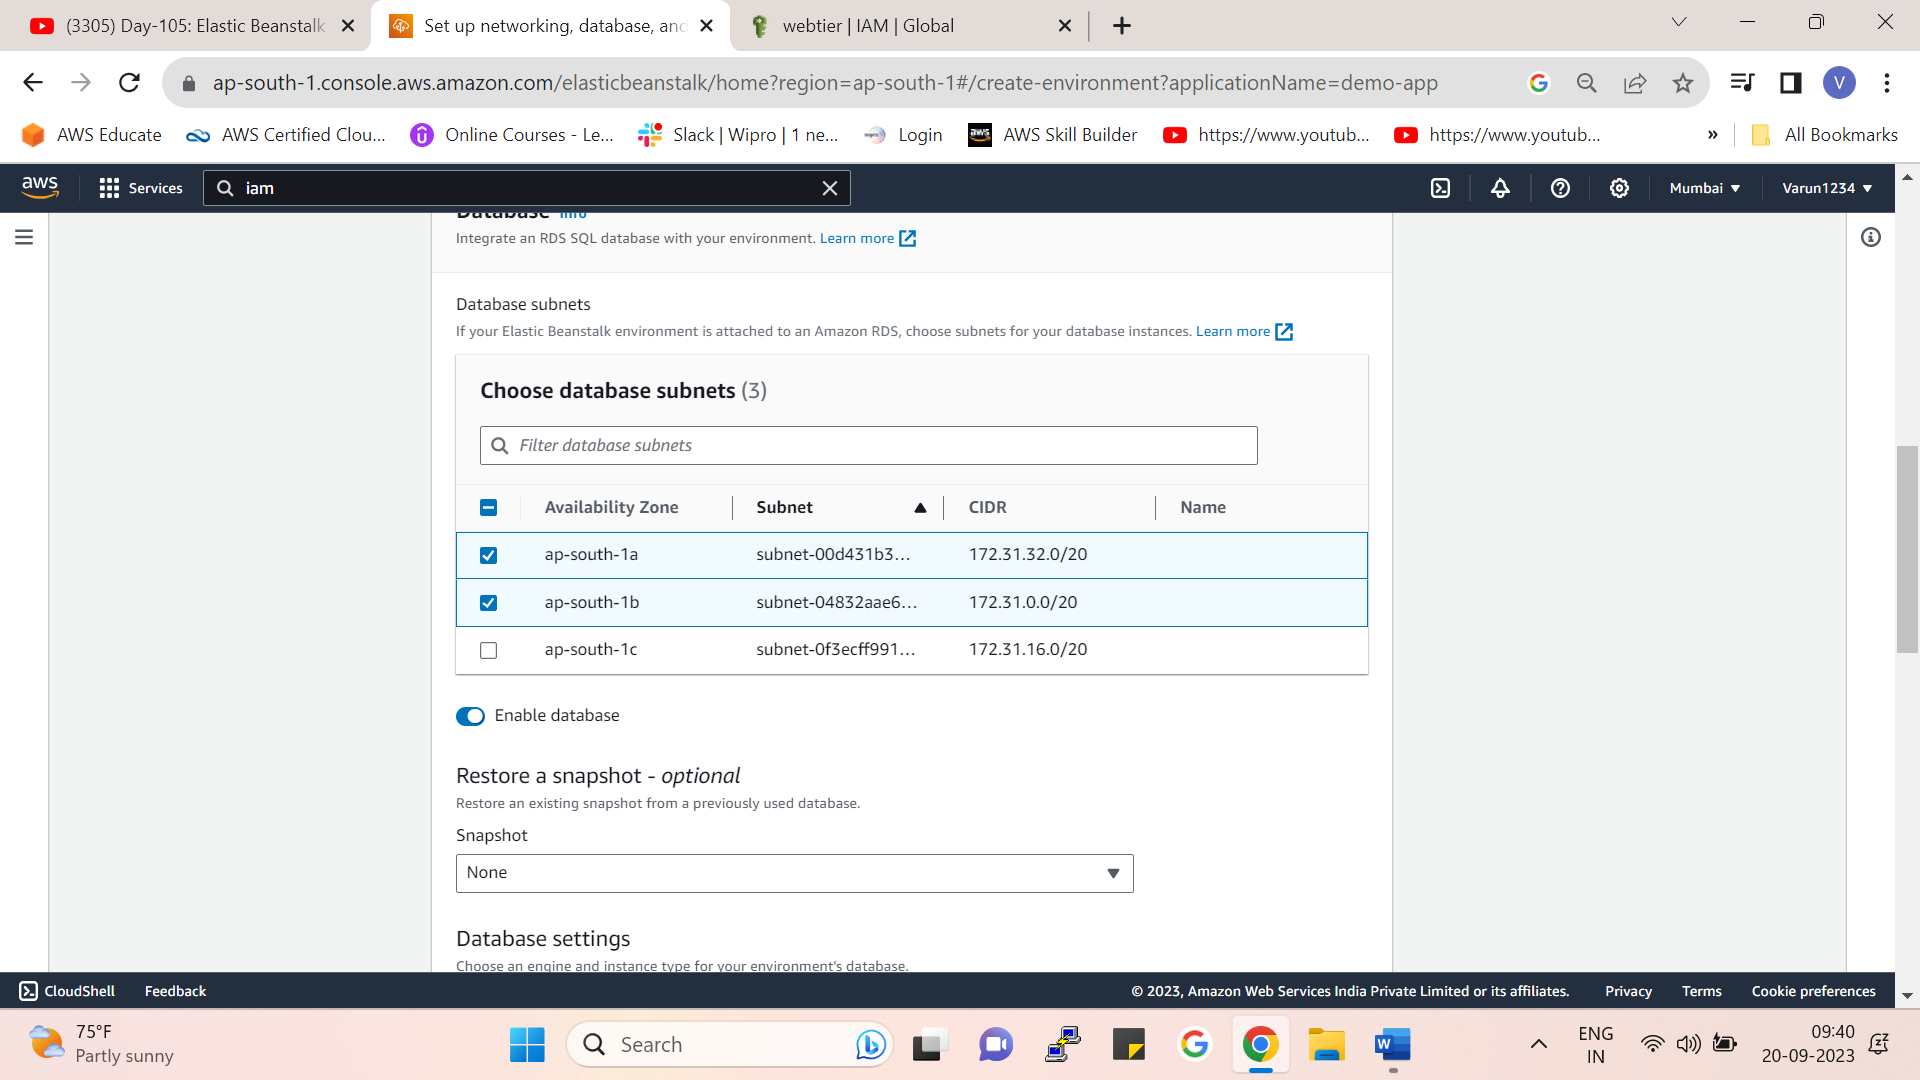 (3305) Day-105: Elastic Beanstalk
Set up networking, database, and
webtier | IAM | Global
ap-south-1.console.aws.amazon.com/elasticbeanstalk/home?region=ap-south-1#/create-environment?applicationName=demo-app
V
AWS Educate
AWS Certified Clou...
Online Courses - Le...
Slack | Wipro | 1 ne...
Login
AWS Skill Builder
https://www.youtub...
https://www.youtub...
»
All Bookmarks
aws
Services
iam
Mumbai
Varun1234
Database Info
Integrate an RDS SQL database with your environment. Learn more
Database subnets
If your Elastic Beanstalk environment is attached to an Amazon RDS, choose subnets for your database instances. Learn more
Choose database subnets (3)
Filter database subnets
Availability Zone Subnet CIDR Name
ap-south-1a subnet-00d431b3... 172.31.32.0/20
ap-south-1b subnet-04832aae6... 172.31.0.0/20
ap-south-1c subnet-0f3ecff991... 172.31.16.0/20
Enable database
Restore a snapshot - optional
Restore an existing snapshot from a previously used database.
Snapshot
None
Database settings
Choose an engine and instance type for your environment's database.
CloudShell
Feedback
© 2023, Amazon Web Services India Private Limited or its affiliates.
Privacy
Terms
Cookie preferences
75°F
Partly sunny
Search
ENG
IN
09:40
20-09-2023